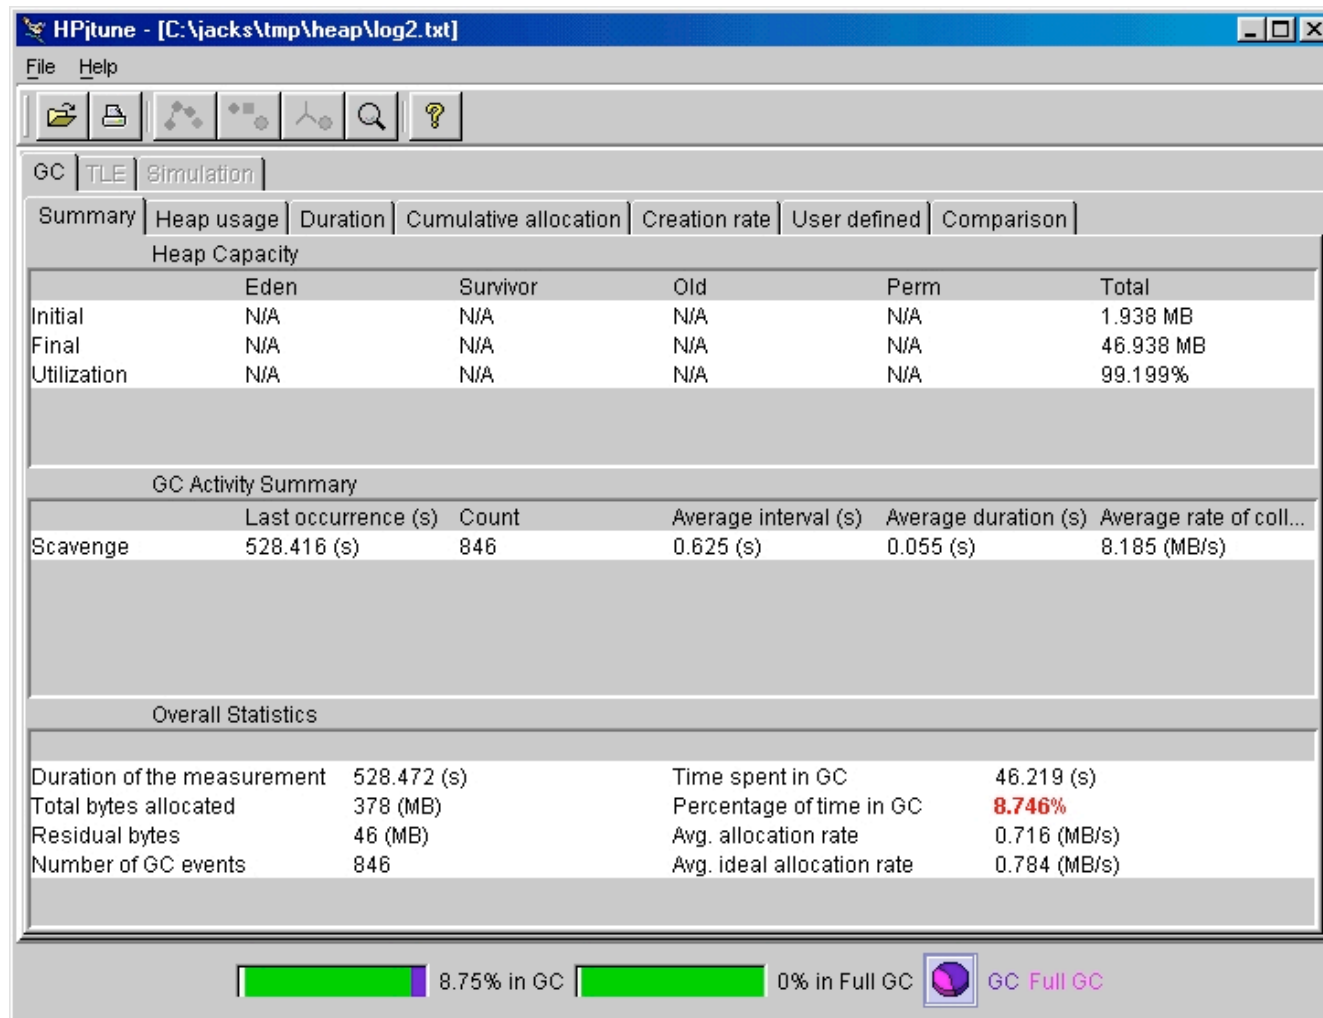 HPjtune - [C:\jacks\tmp\heap\log2.txt]
File Help
GC TLE Simulation
Summary Heap usage Duration Cumulative allocation Creation rate User defined Comparison
Heap Capacity
Eden Survivor Old Perm Total
Initial N/A N/A N/A N/A 1.938 MB
Final N/A N/A N/A N/A 46.938 MB
Utilization N/A N/A N/A N/A 99.199%
GC Activity Summary
Last occurrence (s) Count Average interval (s) Average duration (s) Average rate of coll...
Scavenge 528.416 (s) 846 0.625 (s) 0.055 (s) 8.185 (MB/s)
Overall Statistics
Duration of the measurement 528.472 (s) Time spent in GC 46.219 (s)
Total bytes allocated 378 (MB) Percentage of time in GC 8.746%
Residual bytes 46 (MB) Avg. allocation rate 0.716 (MB/s)
Number of GC events 846 Avg. ideal allocation rate 0.784 (MB/s)
8.75% in GC 0% in Full GC GC Full GC